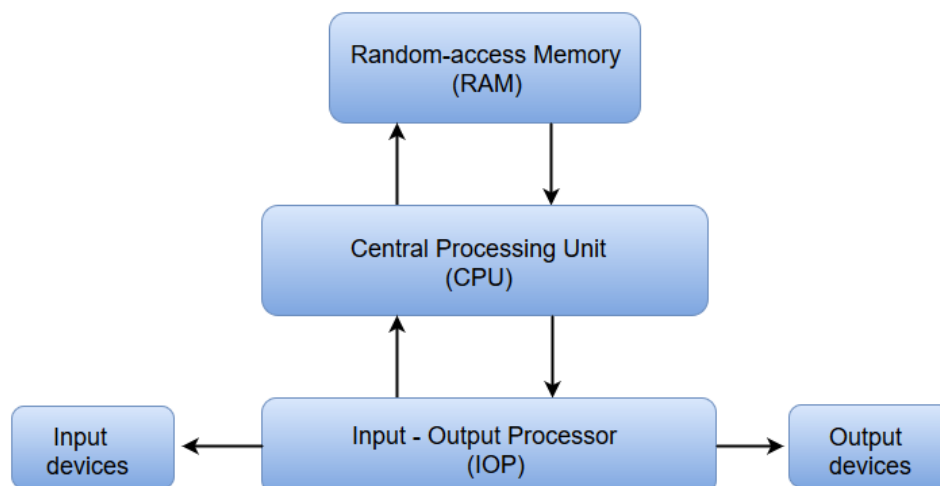 Random-access Memory
(RAM)
Central Processing Unit
(CPU)
Input - Output Processor
(IOP)
Input
devices
Output
devices